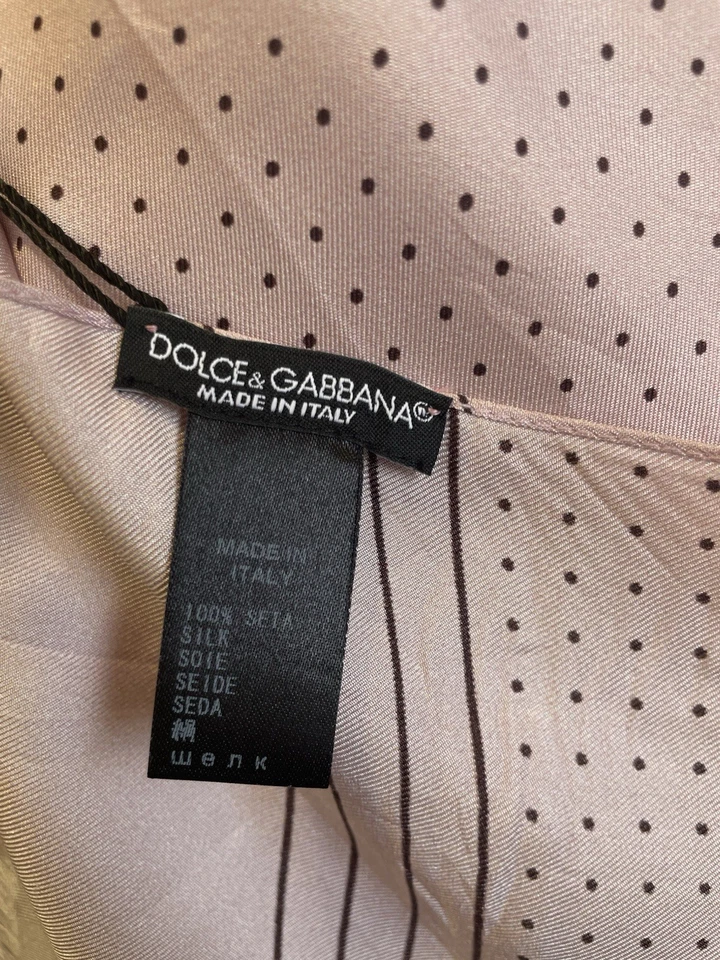 DOLCE & GABBANA®
MADE IN ITALY
MADE IN
ITALY
100% SETA
SILK
SOIE
SEIDE
SEDA
絹
шелк